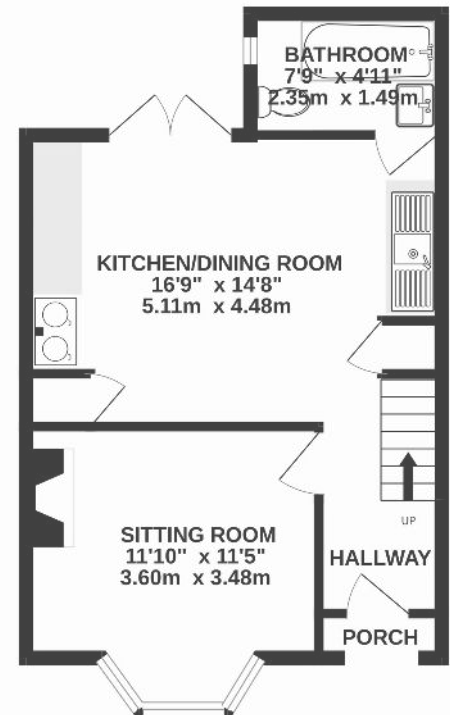 BATHROOM
7'9" x 4'11"
2.35m x 1.49m
KITCHEN/DINING ROOM
16'9" x 14'8"
5.11m x 4.48m
SITTING ROOM
11'10" x 11'5"
3.60m x 3.48m
UP
HALLWAY
PORCH